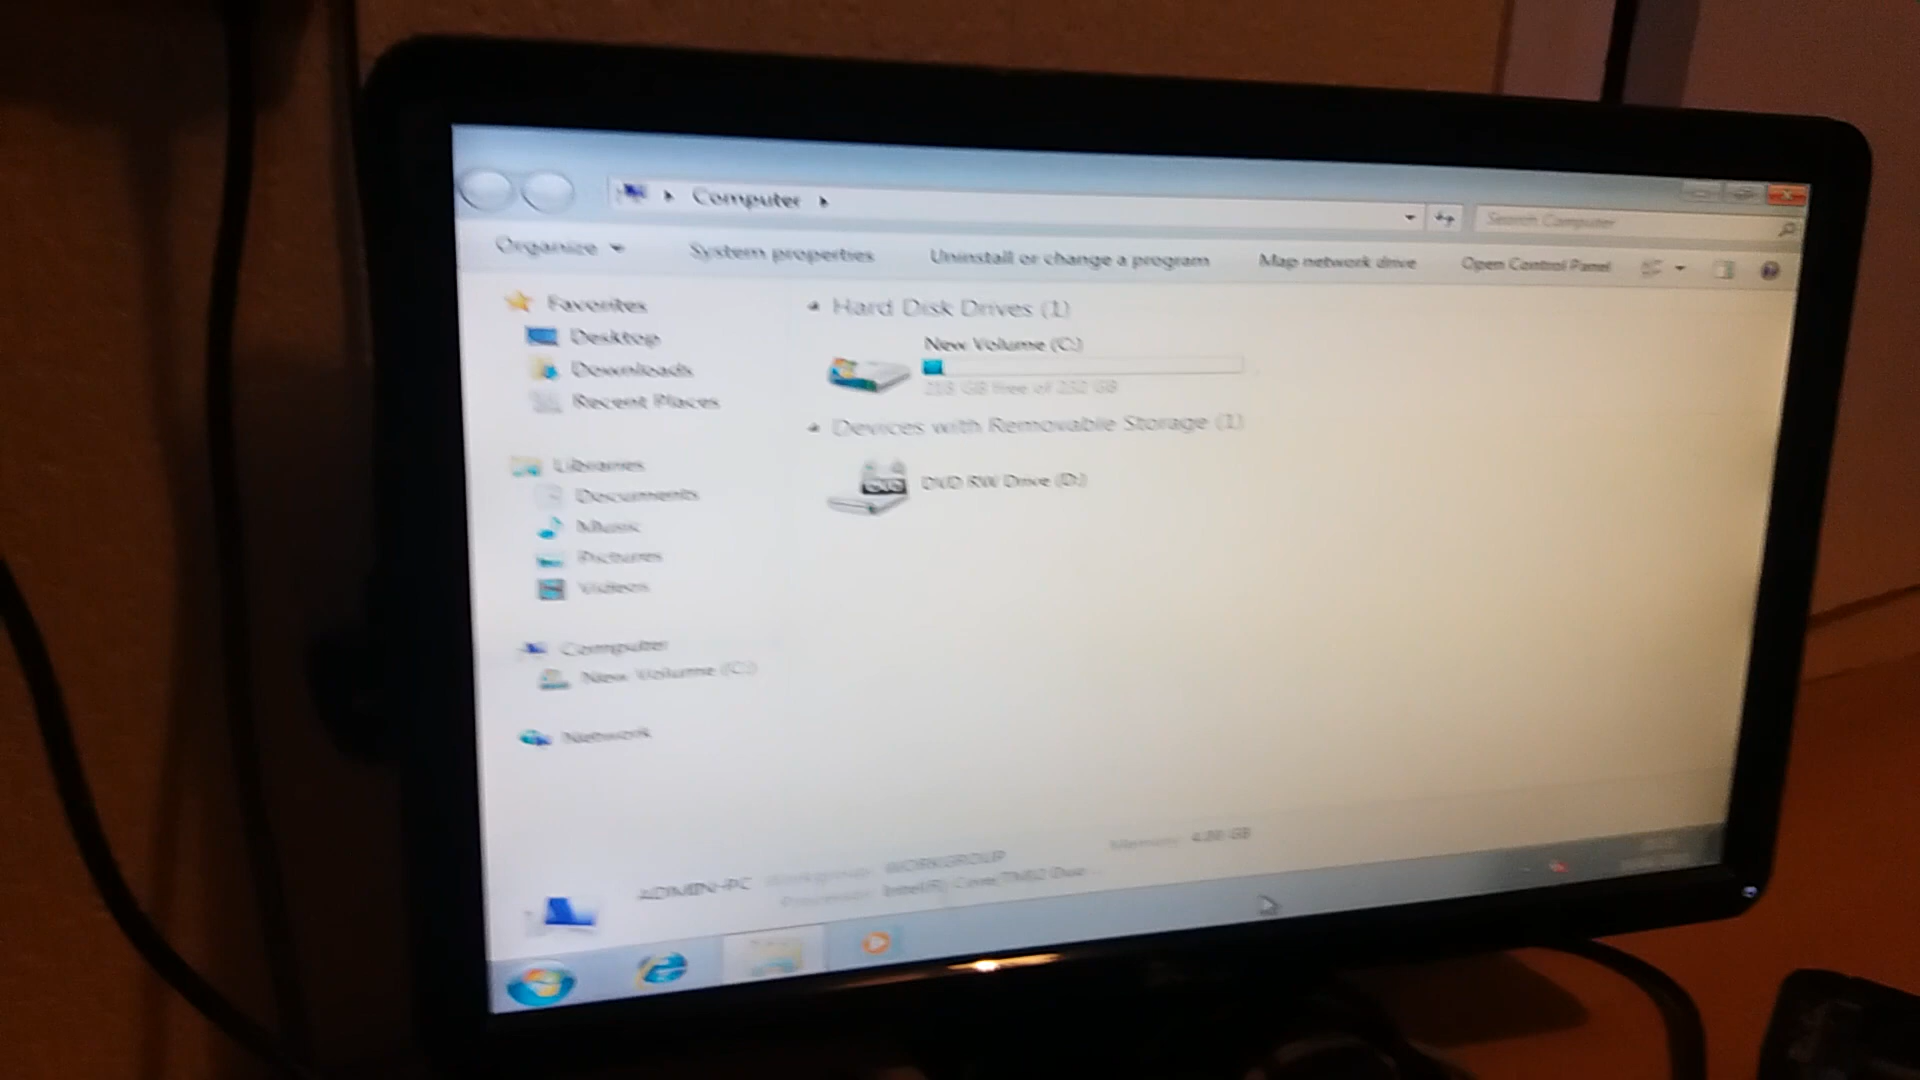 Computer
Search Computer
Organize
System properties
Uninstall or change a program
Map network drive
Open Control Panel
Favorites
Desktop
Downloads
Recent Places
Libraries
Documents
Music
Pictures
Videos
Computer
New Volume (C:)
Network
Hard Disk Drives (1)
New Volume (C:)
218 GB free of 232 GB
Devices with Removable Storage (1)
DVD RW Drive (D:)
DVD
ADMIN-PC
Workgroup: WORKGROUP
Memory: 4.00 GB
Processor: Intel(R) Core(TM)2 Duo